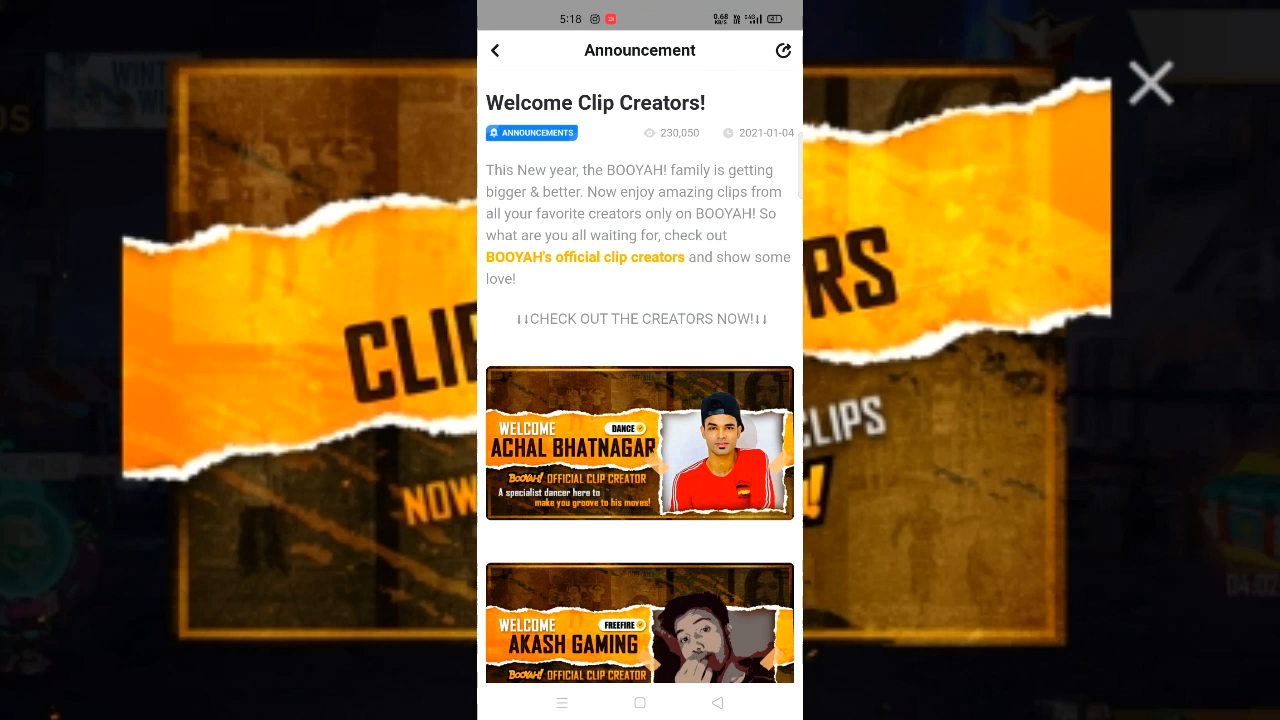 5:18
0.68 KB/S
41
Announcement
Welcome Clip Creators!
ANNOUNCEMENTS
230,050
2021-01-04
This New year, the BOOYAH! family is getting
bigger & better. Now enjoy amazing clips from
all your favorite creators only on BOOYAH! So
what are you all waiting for, check out
BOOYAH's official clip creators and show some
love!
↓↓CHECK OUT THE CREATORS NOW!↓↓
WELCOME
DANCE
ACHAL BHATNAGAR
BOOYAH! OFFICIAL CLIP CREATOR
A specialist dancer here to
make you groove to his moves!
WELCOME
FREEFIRE
AKASH GAMING
BOOYAH! OFFICIAL CLIP CREATOR
CLIP
RS
NOW
CLIPS
!